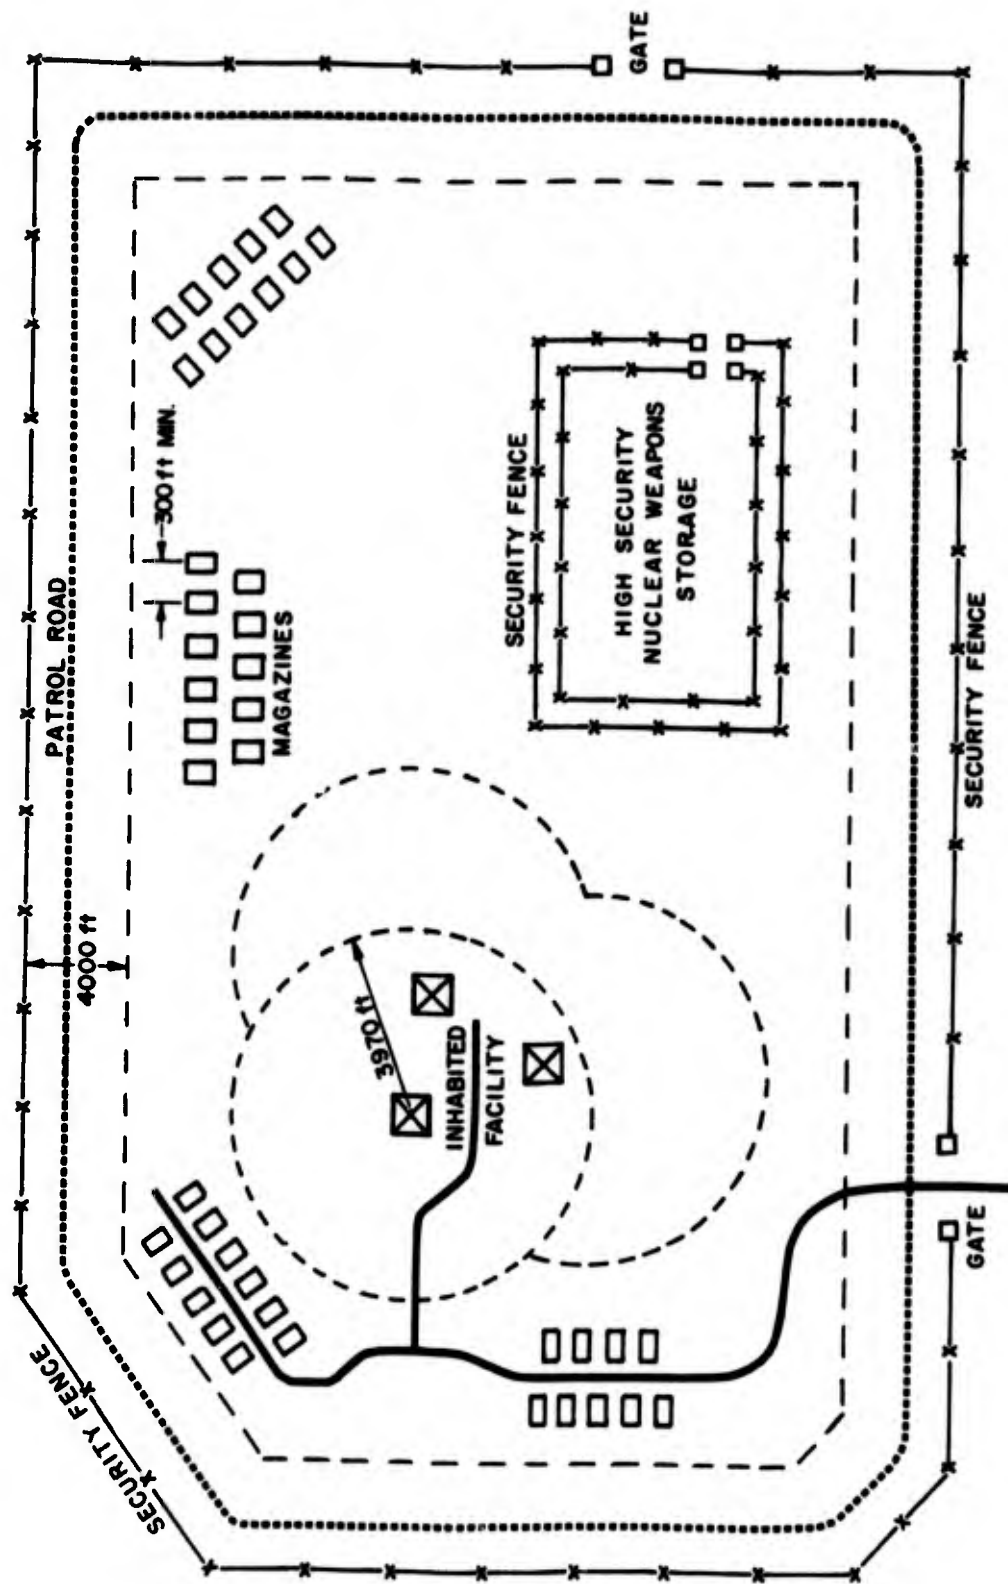 GATE
PATROL ROAD
300 ft MIN.
MAGAZINES
SECURITY FENCE
HIGH SECURITY
NUCLEAR WEAPONS
STORAGE
4000 ft
3970 ft
INHABITED
FACILITY
SECURITY FENCE
SECURITY FENCE
GATE